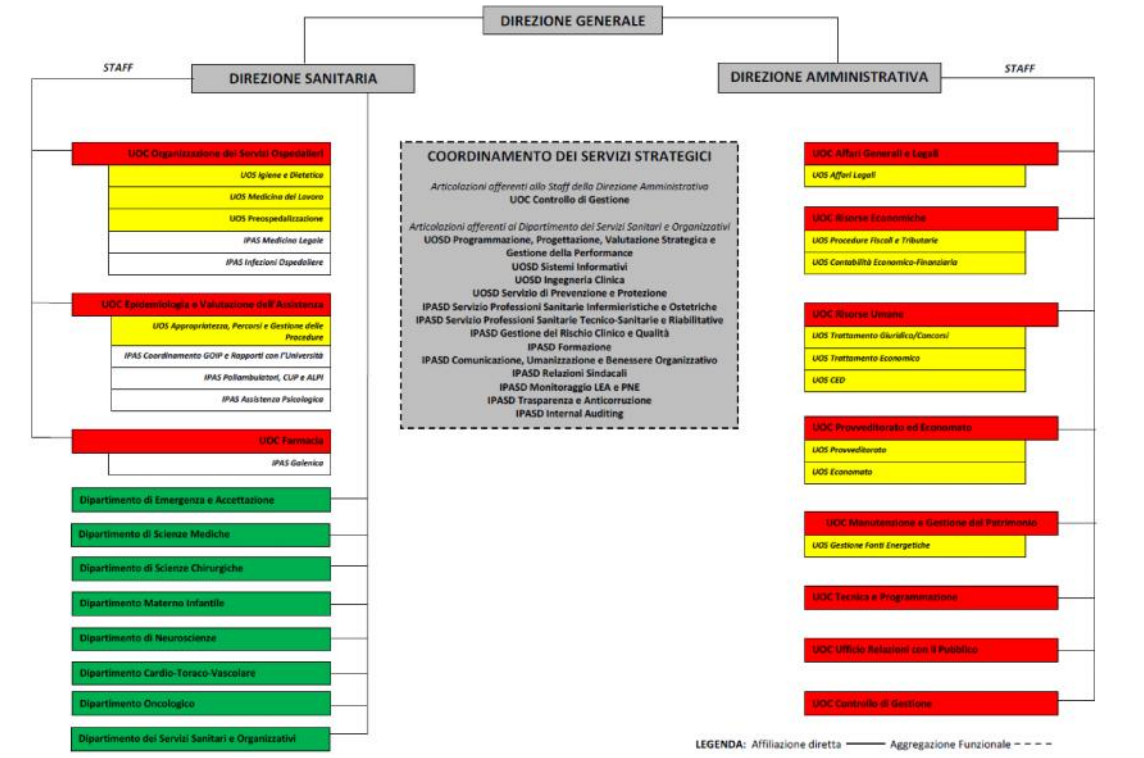 DIREZIONE GENERALE
STAFF
DIREZIONE SANITARIA
DIREZIONE AMMINISTRATIVA
STAFF
UOC Organizzazione dei Servizi Ospedalieri
UOS Igiene e Dietetica
UOS Medicina del Lavoro
UOS Preospedalizzazione
IPAS Medicina Legale
IPAS Infezioni Ospedaliere
UOC Epidemiologia e Valutazione dell'Assistenza
UOS Appropriatezza, Percorsi e Gestione delle
Procedure
IPAS Coordinamento GOIP e Rapporti con l'Università
IPAS Poliambulatori, CUP e ALPI
IPAS Assistenza Psicologica
UOC Farmacia
IPAS Galenica
Dipartimento di Emergenza e Accettazione
Dipartimento di Scienze Mediche
Dipartimento di Scienze Chirurgiche
Dipartimento Materno Infantile
Dipartimento di Neuroscienze
Dipartimento Cardio-Toraco-Vascolare
Dipartimento Oncologico
Dipartimento dei Servizi Sanitari e Organizzativi
COORDINAMENTO DEI SERVIZI STRATEGICI
Articolazioni afferenti allo Staff della Direzione Amministrativa
UOC Controllo di Gestione
Articolazioni afferenti al Dipartimento dei Servizi Sanitari e Organizzativi
UOSD Programmazione, Progettazione, Valutazione Strategica e
Gestione della Performance
UOSD Sistemi Informativi
UOSD Ingegneria Clinica
UOSD Servizio di Prevenzione e Protezione
IPASD Servizio Professioni Sanitarie Infermieristiche e Ostetriche
IPASD Servizio Professioni Sanitarie Tecnico-Sanitarie e Riabilitative
IPASD Gestione del Rischio Clinico e Qualità
IPASD Formazione
IPASD Comunicazione, Umanizzazione e Benessere Organizzativo
IPASD Relazioni Sindacali
IPASD Monitoraggio LEA e PNE
IPASD Trasparenza e Anticorruzione
IPASD Internal Auditing
UOC Affari Generali e Legali
UOS Affari Legali
UOC Risorse Economiche
UOS Procedure Fiscali e Tributarie
UOS Contabilità Economico-Finanziaria
UOC Risorse Umane
UOS Trattamento Giuridico/Concorsi
UOS Trattamento Economico
UOS CED
UOC Provveditorato ed Economato
UOS Provveditorato
UOS Economato
UOC Manutenzione e Gestione del Patrimonio
UOS Gestione Fonti Energetiche
UOC Tecnica e Programmazione
UOC Ufficio Relazioni con il Pubblico
UOC Controllo di Gestione
LEGENDA: Affiliazione diretta Aggregazione Funzionale